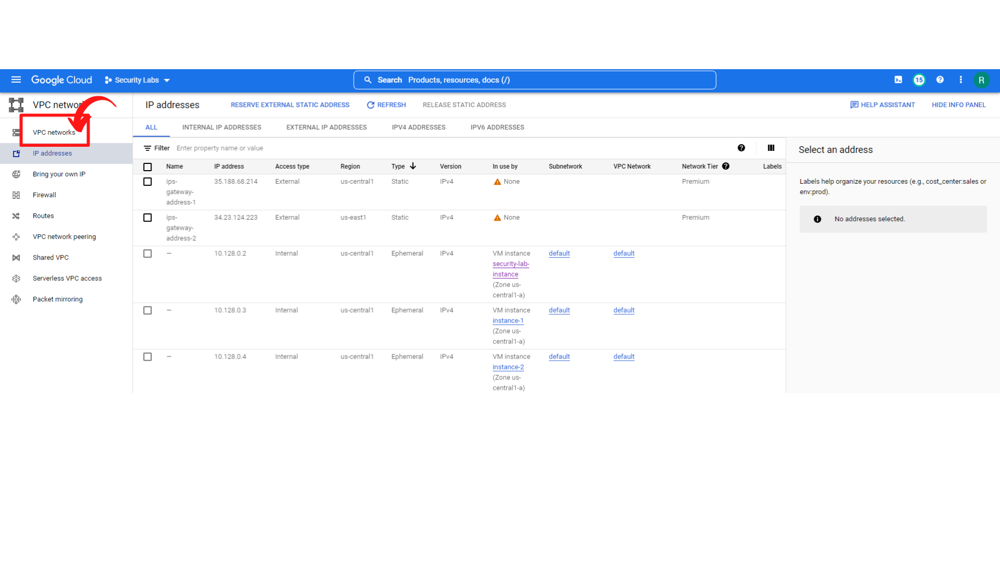 Google Cloud Security Labs Search Products, resources, docs (/) 15 R
VPC network
IP addresses RESERVE EXTERNAL STATIC ADDRESS REFRESH RELEASE STATIC ADDRESS HELP ASSISTANT HIDE INFO PANEL
VPC networks
IP addresses
Bring your own IP
Firewall
Routes
VPC network peering
Shared VPC
Serverless VPC access
Packet mirroring
ALL INTERNAL IP ADDRESSES EXTERNAL IP ADDRESSES IPV4 ADDRESSES IPV6 ADDRESSES
Filter Enter property name or value
Name IP address Access type Region Type Version In use by Subnetwork VPC Network Network Tier Labels
ips- 35.188.68.214 External us-central1 Static IPv4 None Premium
gateway-
address-1
ips- 34.23.124.223 External us-east1 Static IPv4 None Premium
gateway-
address-2
— 10.128.0.2 Internal us-central1 Ephemeral IPv4 VM instance default default
security-lab-
instance
(Zone us-
central1-a)
— 10.128.0.3 Internal us-central1 Ephemeral IPv4 VM instance default default
instance-1
(Zone us-
central1-a)
— 10.128.0.4 Internal us-central1 Ephemeral IPv4 VM instance default default
instance-2
(Zone us-
central1-a)
Select an address
Labels help organize your resources (e.g., cost_center:sales or
env:prod).
No addresses selected.